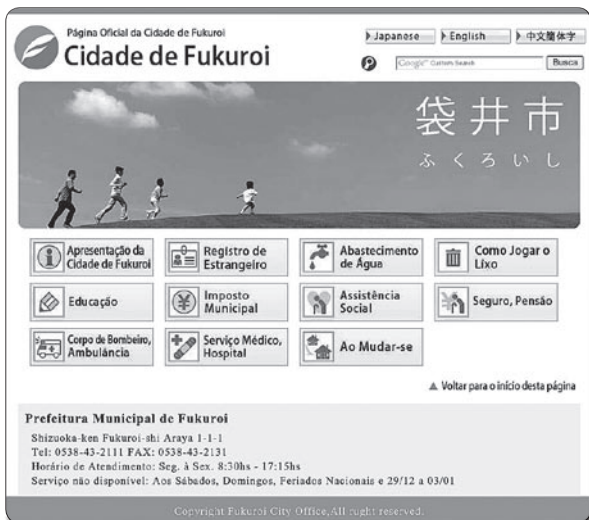 Página Oficial da Cidade de Fukuroi
Cidade de Fukuroi
Japanese
English
中文簡体字
Google™ Custom Search
Busca
袋井市
ふくろいし
Apresentação da
Cidade de Fukuroi
Registro de
Estrangeiro
Abastecimento
de Água
Como Jogar o
Lixo
Educação
Imposto
Municipal
Assistência
Social
Seguro, Pensão
Corpo de Bombeiro,
Ambulância
Serviço Médico,
Hospital
Ao Mudar-se
▲ Voltar para o início desta página
Prefeitura Municipal de Fukuroi
Shizuoka-ken Fukuroi-shi Araya 1-1-1
Tel: 0538-43-2111 FAX: 0538-43-2131
Horário de Atendimento: Seg. à Sex. 8:30hs - 17:15hs
Serviço não disponível: Aos Sábados, Domingos, Feriados Nacionais e 29/12 a 03/01
Copyright Fukuroi City Office,All rught reserved.